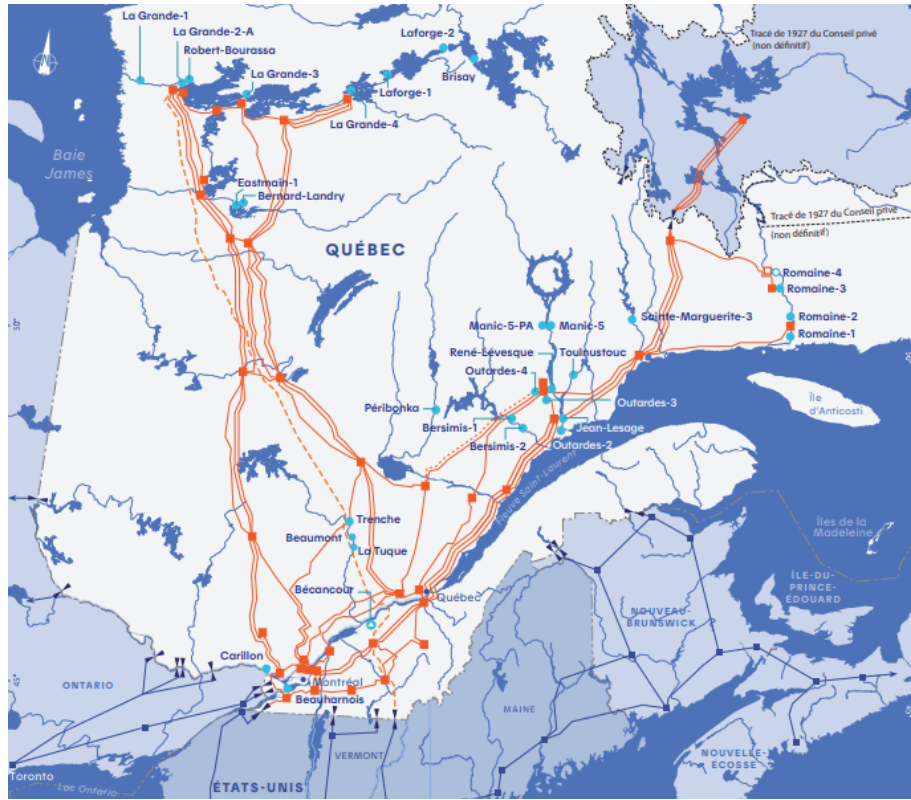 La Grande-1
La Grande-2-A
Robert-Bourassa
La Grande-3
Laforge-2
Brisay
Laforge-1
La Grande-4
Tracé de 1927 du Conseil privé
(non définitif)
Baie
James
Eastmain-1
Bernard-Landry
QUÉBEC
Tracé de 1927 du Conseil privé
(non définitif)
Romaine-4
Romaine-3
Romaine-2
Romaine-1
Sainte-Marguerite-3
50°
Manic-5-PA
Manic-5
René-Lévesque
Toulnustouc
Outardes-4
Outardes-3
Péribonka
Bersimis-1
Jean-Lesage
Bersimis-2
Outardes-2
Île
d'Anticosti
Fleuve Saint-Laurent
Trenche
Beaumont
La Tuque
Bécancour
Québec
Îles de la
Madeleine
ÎLE-DU-
PRINCE-
ÉDOUARD
NOUVEAU-
BRUNSWICK
Carillon
45°
ONTARIO
Montréal
Beauharnois
MAINE
VERMONT
NOUVELLE-
ÉCOSSE
Toronto
Lac Ontario
ÉTATS-UNIS